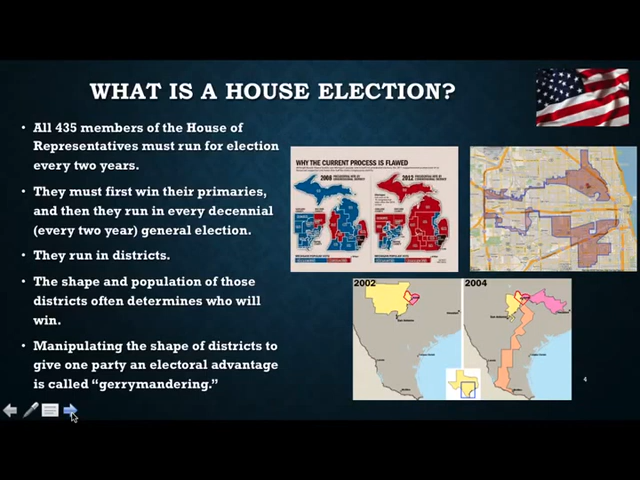 WHAT IS A HOUSE ELECTION?
• All 435 members of the House of
Representatives must run for election
every two years.
• They must first win their primaries,
and then they run in every decennial
(every two year) general election.
• They run in districts.
• The shape and population of those
districts often determines who will
win.
• Manipulating the shape of districts to
give one party an electoral advantage
is called “gerrymandering.”
WHY THE CURRENT PROCESS IS FLAWED
2008
2012
2002
2004
4